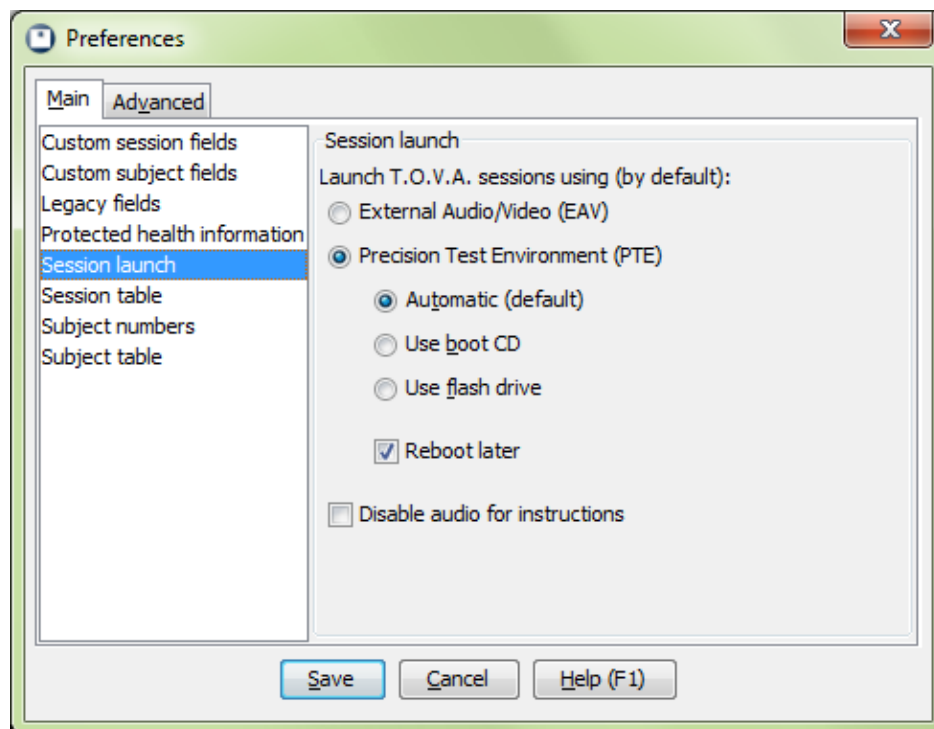 Preferences
Main Advanced
Custom session fields
Custom subject fields
Legacy fields
Protected health information
Session launch
Session table
Subject numbers
Subject table
Session launch
Launch T.O.V.A. sessions using (by default):
External Audio/Video (EAV)
Precision Test Environment (PTE)
Automatic (default)
Use boot CD
Use flash drive
Reboot later
Disable audio for instructions
Save Cancel Help (F1)